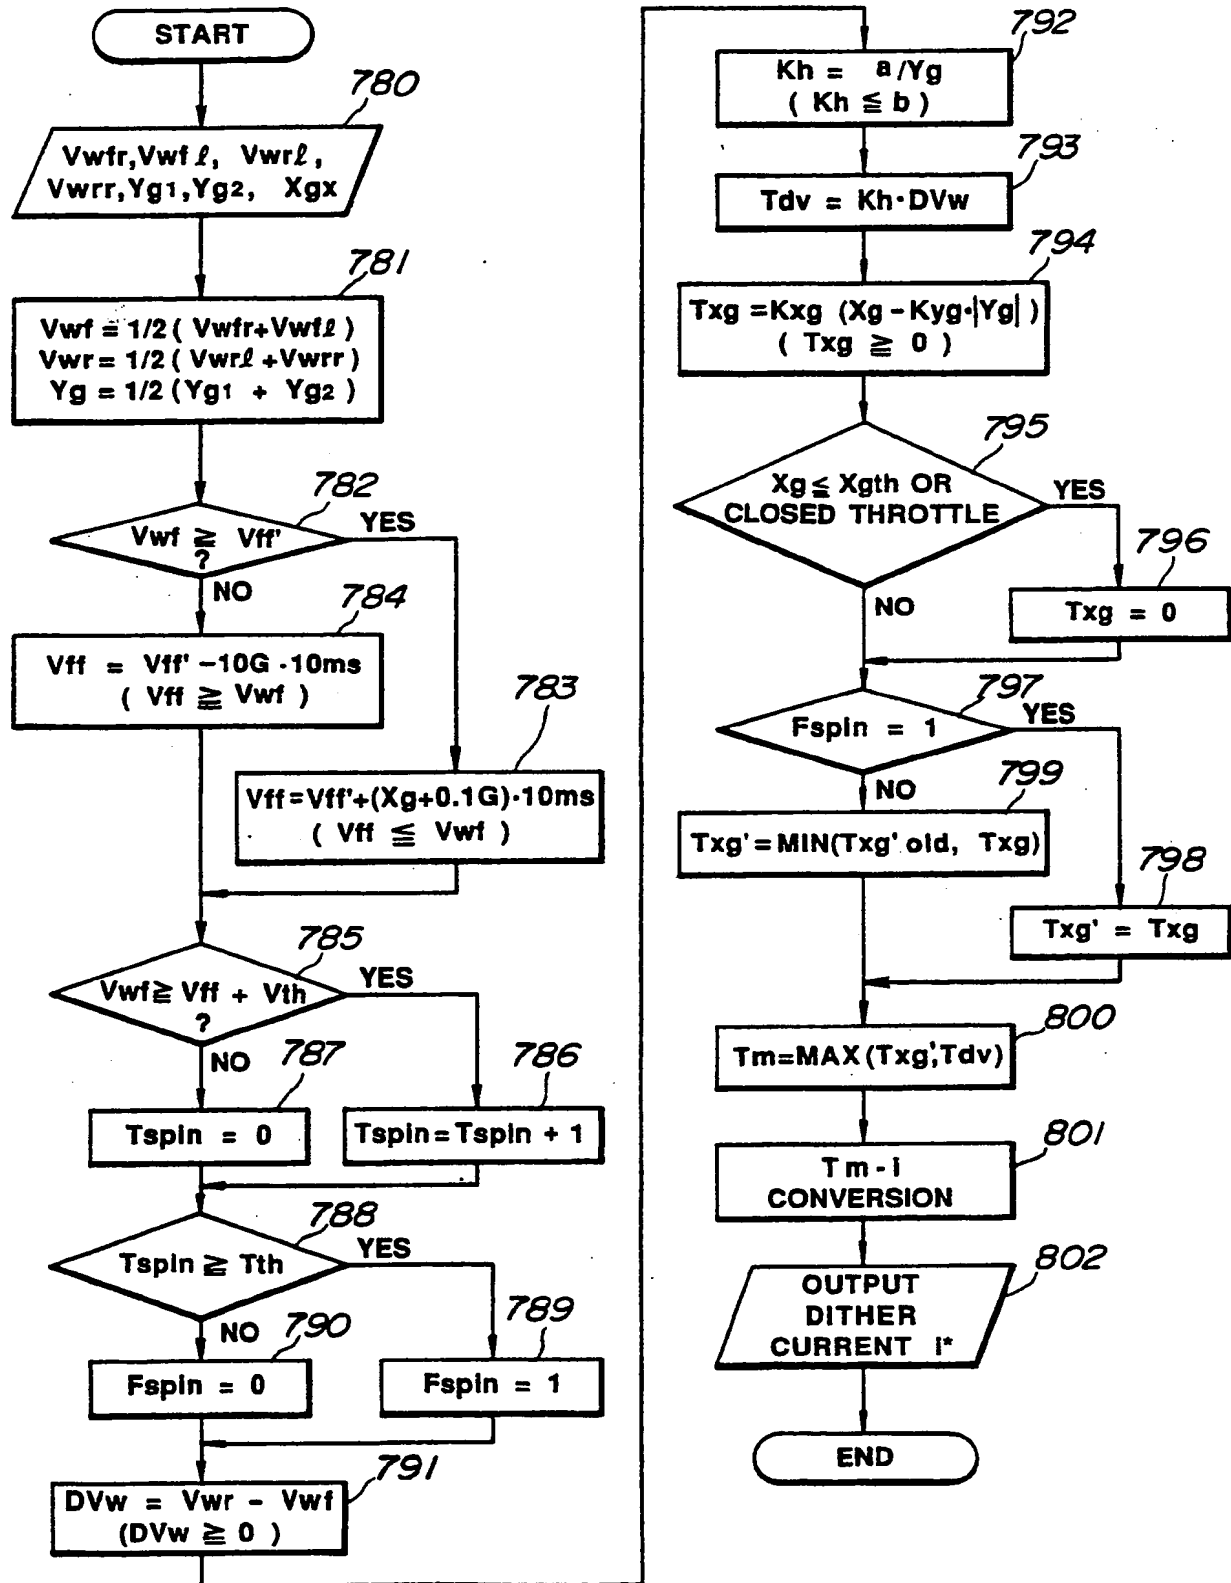 START
780
Vwfr,Vwfℓ, Vwrℓ,
Vwrr,Yg1,Yg2, Xgx
781
Vwf = 1/2 ( Vwfr+Vwfℓ)
Vwr = 1/2 ( Vwrℓ +Vwrr)
Yg = 1/2 (Yg1 + Yg2)
782
Vwf ≧ Vff'
?
YES
NO
784
Vff = Vff' -10G ·10ms
( Vff ≧ Vwf )
783
Vff=Vff'+(Xg+0.1G)·10ms
( Vff ≦ Vwf )
785
Vwf≧ Vff + Vth
?
YES
NO
787
Tspin = 0
786
Tspin=Tspin + 1
788
Tspin ≧ Tth
YES
NO
790
Fspin = 0
789
Fspin = 1
791
DVw = Vwr - Vwf
(DVw ≧ 0 )
792
Kh = a/Yg
( Kh ≦ b )
793
Tdv = Kh·DVw
794
Txg =Kxg (Xg - Kyg·|Yg| )
( Txg ≧ 0 )
795
Xg ≦ Xgth OR
CLOSED THROTTLE
YES
NO
796
Txg = 0
797
Fspin = 1
YES
NO
799
Txg' = MIN(Txg' old, Txg)
798
Txg' = Txg
800
Tm=MAX(Txg',Tdv)
801
Tm-i
CONVERSION
802
OUTPUT
DITHER
CURRENT i*
END